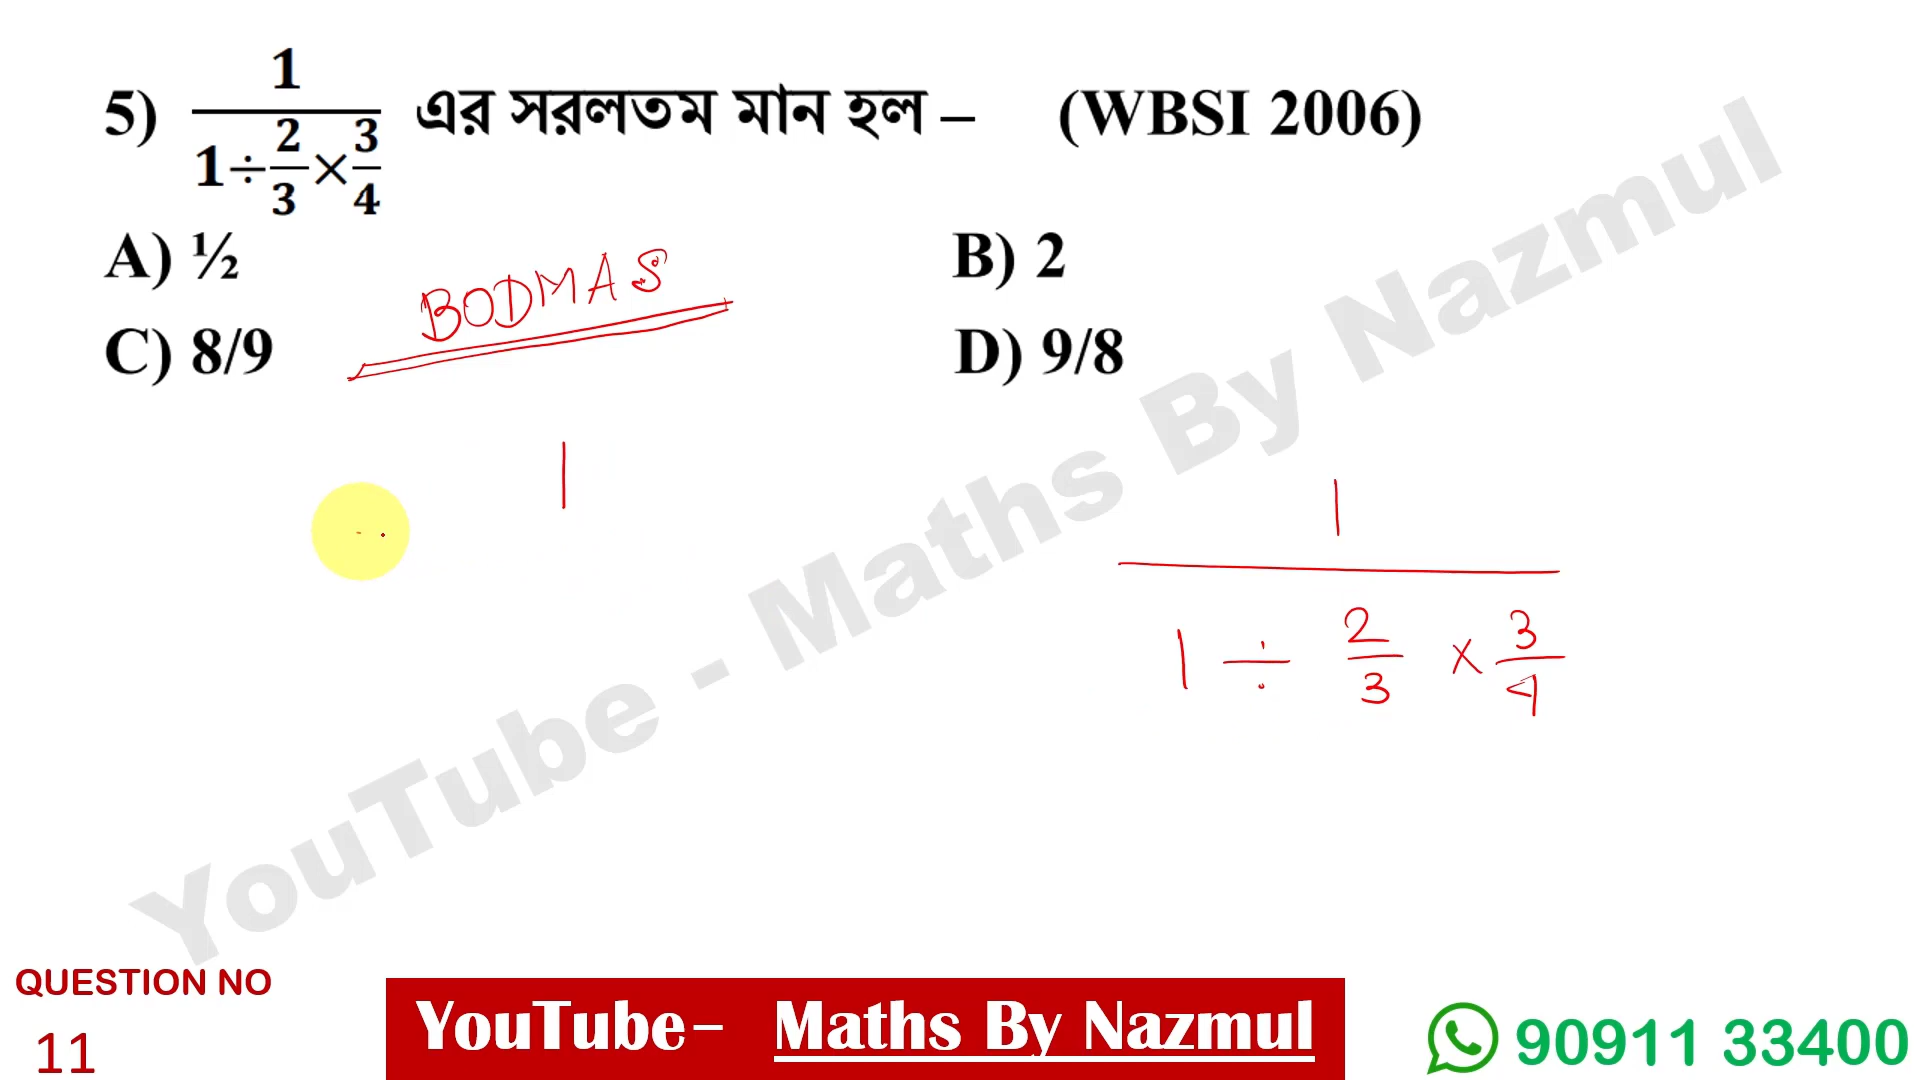 5) 1 / 1÷2/3×3/4 এর সরলতম মান হল – (WBSI 2006)
A) ½ B) 2
C) 8/9 D) 9/8
BODMAS
1
1
1 ÷ 2/3 × 3/4
YouTube - Maths By Nazmul
QUESTION NO
11
YouTube– Maths By Nazmul
90911 33400